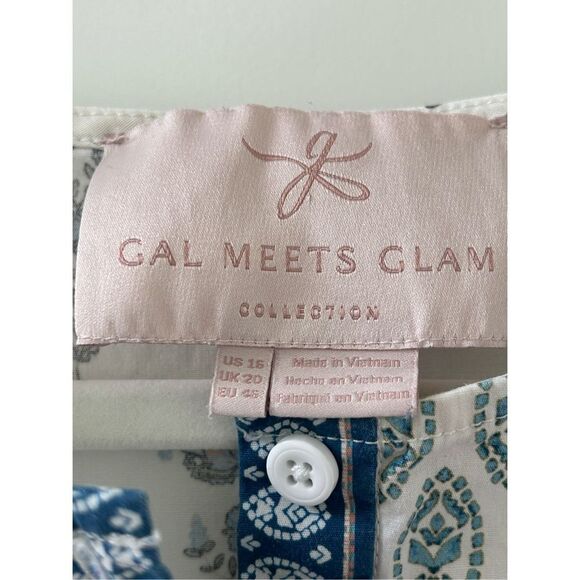 GAL MEETS GLAM
COLLECTION
US 16
UK 20
EU 46
Made in Vietnam
Hecho en Vietnam
Fabriqué en Vietnam